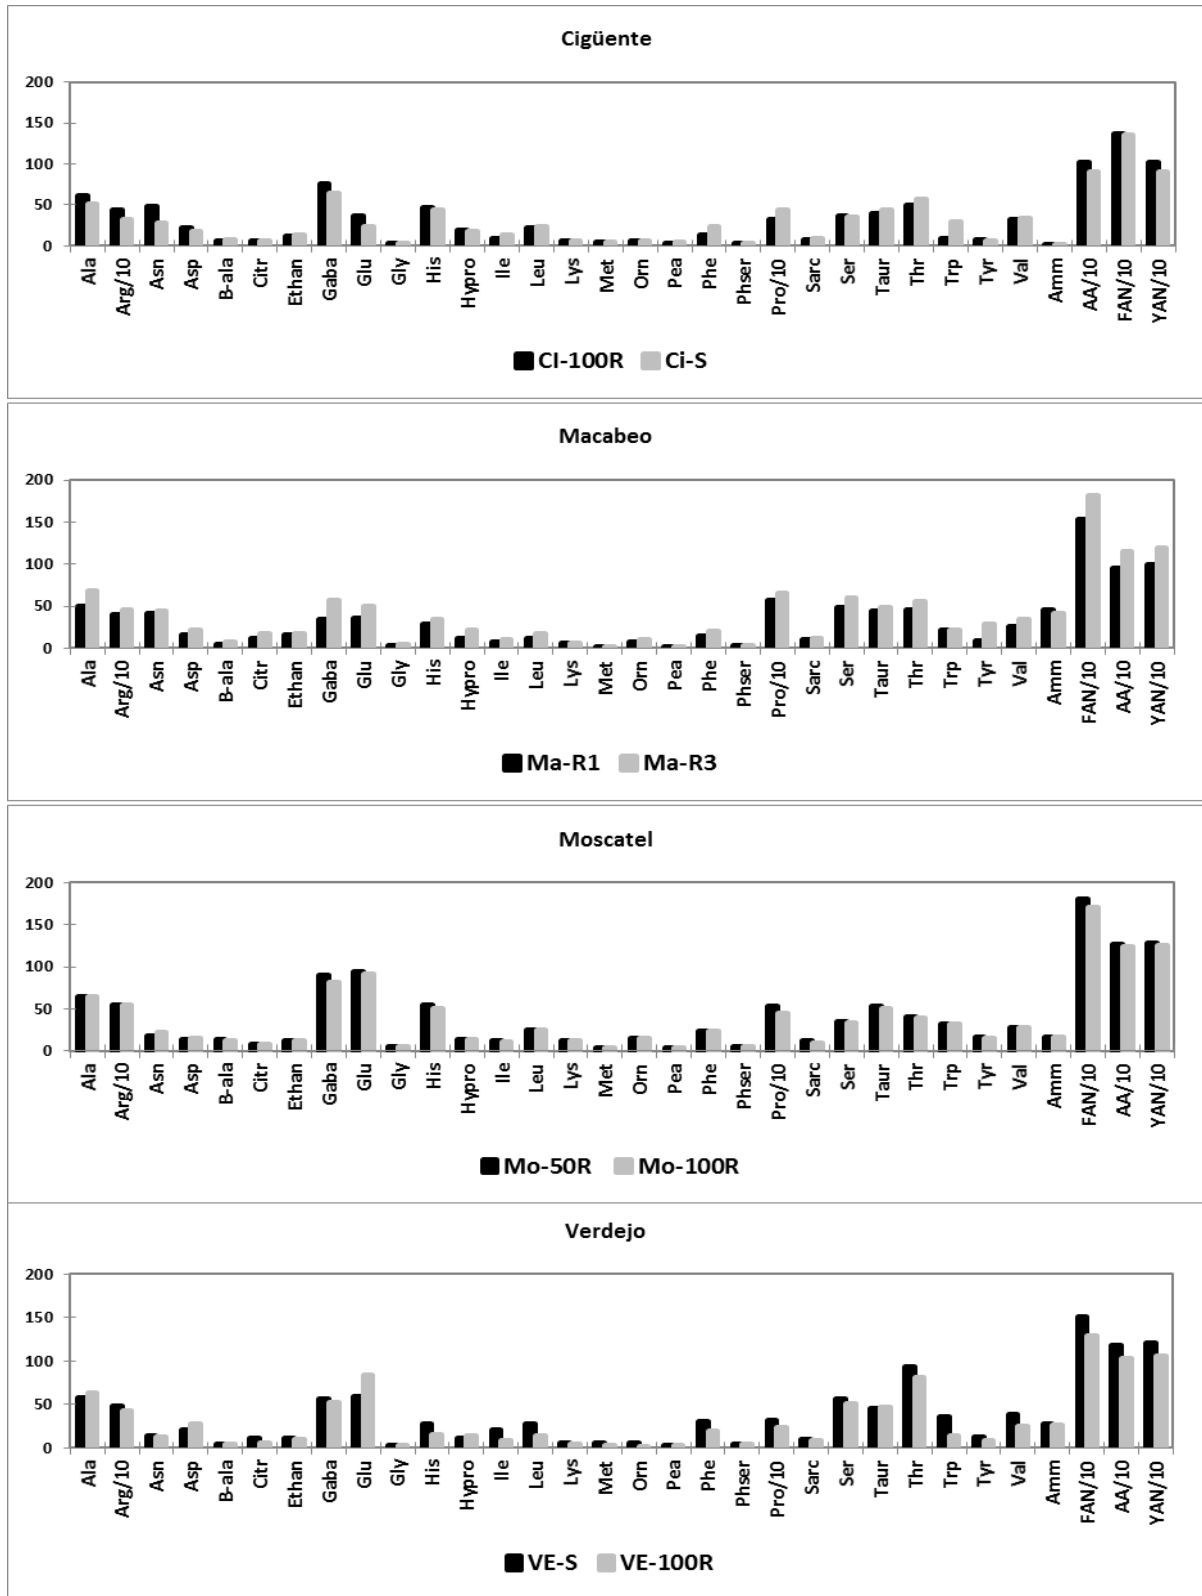 Cigüente
200
150
100
50
0
Ala Arg/10 Asn Asp B-ala Citr Ethan Gaba Glu Gly His Hypro Ile Leu Lys Met Orn Pea Phe Phser Pro/10 Sarc Ser Taur Thr Trp Tyr Val Amm AA/10 FAN/10 YAN/10
CI-100R Ci-S
Macabeo
200
150
100
50
0
Ala Arg/10 Asn Asp B-ala Citr Ethan Gaba Glu Gly His Hypro Ile Leu Lys Met Orn Pea Phe Phser Pro/10 Sarc Ser Taur Thr Trp Tyr Val Amm FAN/10 AA/10 YAN/10
Ma-R1 Ma-R3
Moscatel
200
150
100
50
0
Ala Arg/10 Asn Asp B-ala Citr Ethan Gaba Glu Gly His Hypro Ile Leu Lys Met Orn Pea Phe Phser Pro/10 Sarc Ser Taur Thr Trp Tyr Val Amm FAN/10 AA/10 YAN/10
Mo-50R Mo-100R
Verdejo
200
150
100
50
0
Ala Arg/10 Asn Asp B-ala Citr Ethan Gaba Glu Gly His Hypro Ile Leu Lys Met Orn Pea Phe Phser Pro/10 Sarc Ser Taur Thr Trp Tyr Val Amm FAN/10 AA/10 YAN/10
VE-S VE-100R